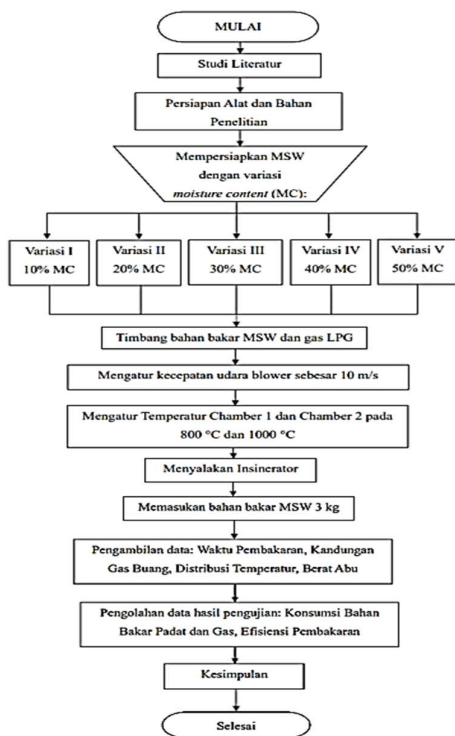 MULAI
Studi Literatur
Persiapan Alat dan Bahan
Penelitian
Mempersiapkan MSW
dengan variasi
moisture content (MC):
Variasi I
10% MC
Variasi II
20% MC
Variasi III
30% MC
Variasi IV
40% MC
Variasi V
50% MC
Timbang bahan bakar MSW dan gas LPG
Mengatur kecepatan udara blower sebesar 10 m/s
Mengatur Temperatur Chamber 1 dan Chamber 2 pada
800 °C dan 1000 °C
Menyalakan Insinerator
Memasukan bahan bakar MSW 3 kg
Pengambilan data: Waktu Pembakaran, Kandungan
Gas Buang, Distribusi Temperatur, Berat Abu
Pengolahan data hasil pengujian: Konsumsi Bahan
Bakar Padat dan Gas, Efisiensi Pembakaran
Kesimpulan
Selesai